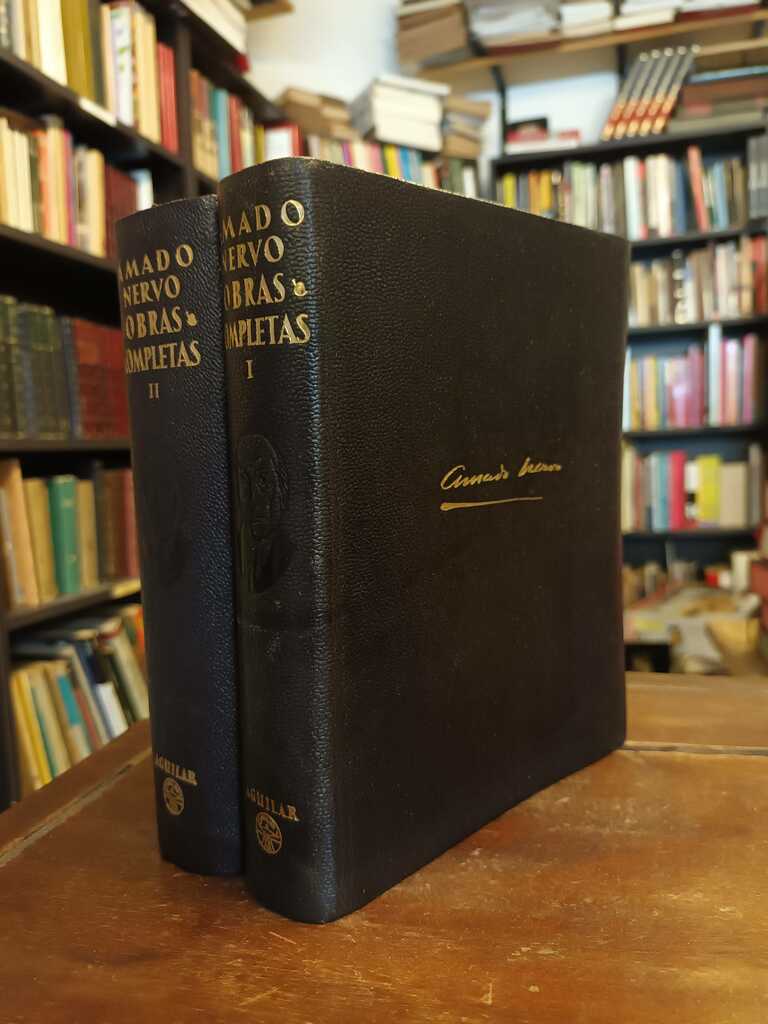 AMADO
NERVO
OBRAS
COMPLETAS
II
AGUILAR
AMADO
NERVO
OBRAS
COMPLETAS
I
AGUILAR
Amado Nervo